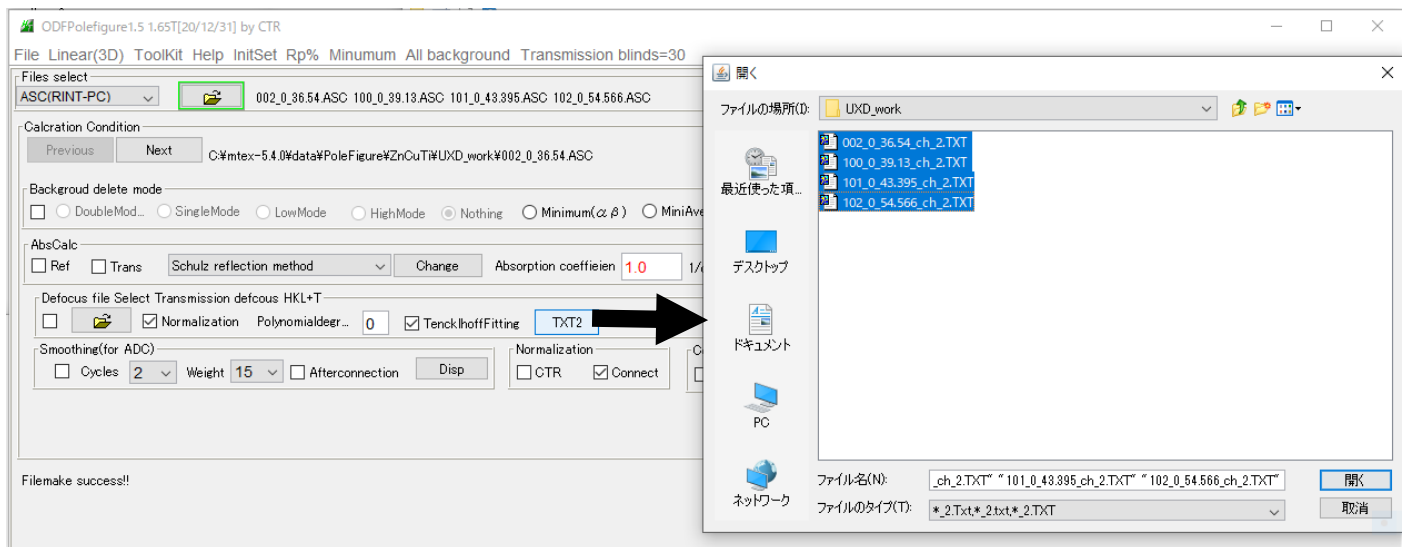 ODFPolefigure1.5 1.65T[20/12/31] by CTR
File Linear(3D) ToolKit Help InitSet Rp% Minumum All background Transmission blinds=30
Files select
ASC(RINT-PC) 002_0_36.54.ASC 100_0_39.13.ASC 101_0_43.395.ASC 102_0_54.566.ASC
Calcration Condition
Previous Next C:¥mtex-5.4.0¥data¥PoleFigure¥ZnCuTi¥UXD_work¥002_0_36.54.ASC
Backgroud delete mode
DoubleMod... SingleMode LowMode HighMode Nothing Minimum(αβ) MiniAve
AbsCalc
Ref Trans Schulz reflection method Change Absorption coeffieien 1.0 1/
Defocus file Select Transmission defcous HKL+T
Normalization Polynomialdegr... 0 TencklhoffFitting TXT2
Smoothing(for ADC)
Cycles 2 Weight 15 Afterconnection Disp
Normalization
CTR Connect
Filemake success!!
開く
ファイルの場所(I): UXD_work
002_0_36.54_ch_2.TXT
100_0_39.13_ch_2.TXT
101_0_43.395_ch_2.TXT
102_0_54.566_ch_2.TXT
最近使った項...
デスクトップ
ドキュメント
PC
ネットワーク
ファイル名(N): _ch_2.TXT" "101_0_43.395_ch_2.TXT" "102_0_54.566_ch_2.TXT" 開く
ファイルのタイプ(T): *_2.Txt,*_2.txt,*_2.TXT 取消